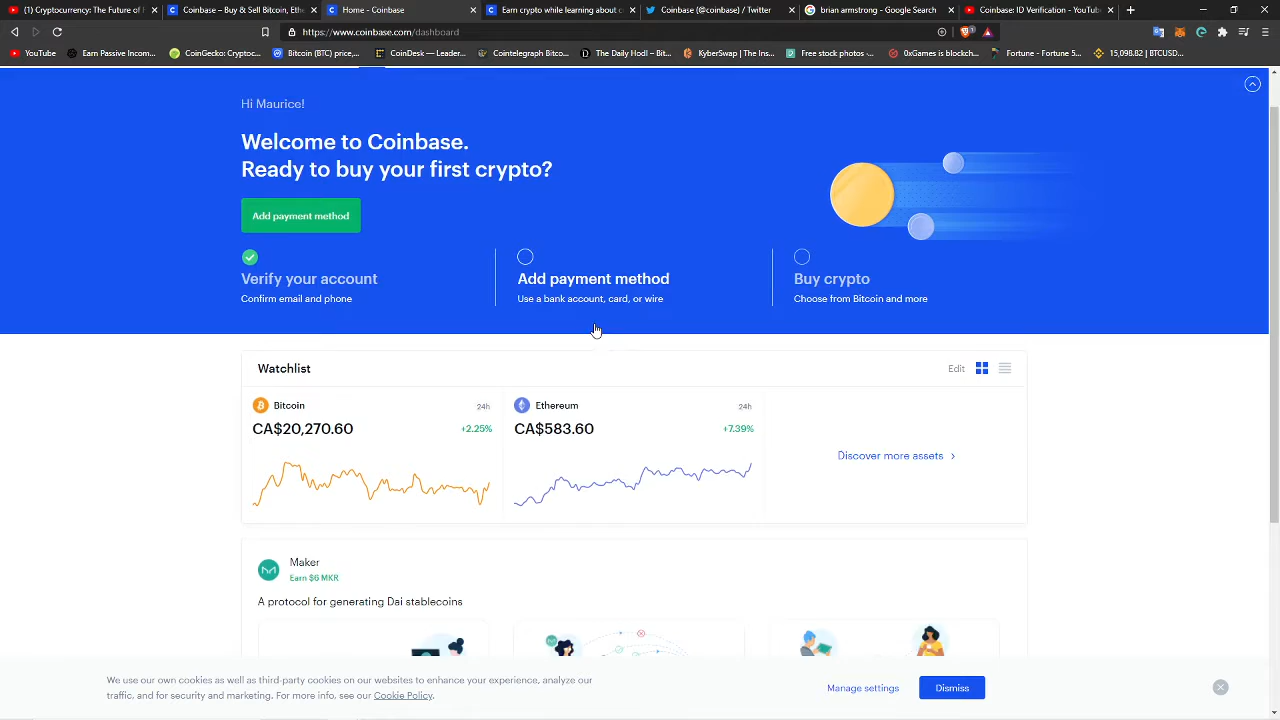 (1) Cryptocurrency: The Future of
Coinbase – Buy & Sell Bitcoin, Ethe
Home - Coinbase
Earn crypto while learning about c
Coinbase (@coinbase) / Twitter
brian armstrong - Google Search
Coinbase ID Verification - YouTube
https://www.coinbase.com/dashboard
YouTube
Earn Passive Incom...
CoinGecko: Cryptoc...
Bitcoin (BTC) price,...
CoinDesk — Leader...
Cointelegraph Bitco...
The Daily Hodl – Bit...
KyberSwap | The Ins...
Free stock photos -...
0xGames is blockch...
Fortune - Fortune 5...
15,098.82 | BTCUSD...
Hi Maurice!
Welcome to Coinbase.
Ready to buy your first crypto?
Add payment method
Verify your account
Confirm email and phone
Add payment method
Use a bank account, card, or wire
Buy crypto
Choose from Bitcoin and more
Watchlist
Edit
Bitcoin
24h
CA$20,270.60
+2.25%
Ethereum
24h
CA$583.60
+7.39%
Discover more assets
Maker
Earn $6 MKR
A protocol for generating Dai stablecoins
We use our own cookies as well as third-party cookies on our websites to enhance your experience, analyze our
traffic, and for security and marketing. For more info, see our Cookie Policy.
Manage settings
Dismiss